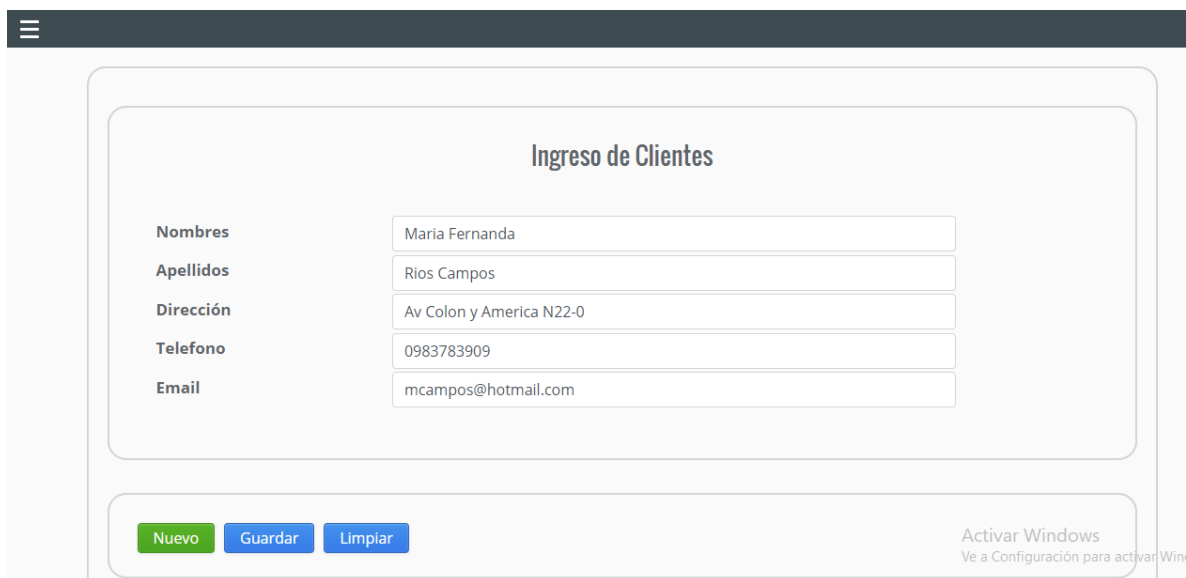 Ingreso de Clientes
Nombres Maria Fernanda
Apellidos Rios Campos
Dirección Av Colon y America N22-0
Telefono 0983783909
Email mcampos@hotmail.com
Nuevo Guardar Limpiar
Activar Windows
Ve a Configuración para activar Win